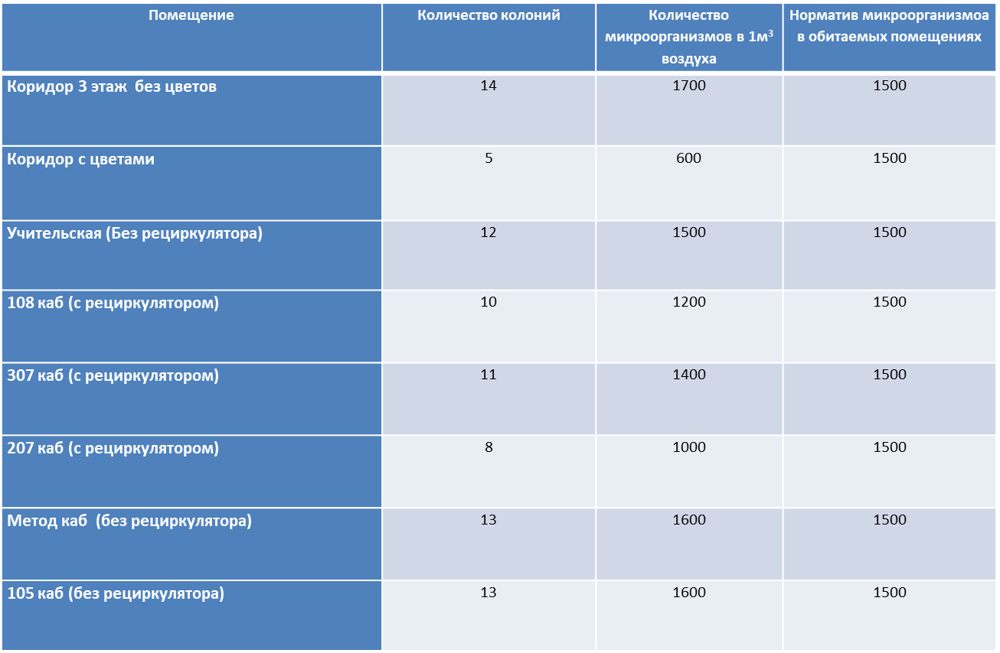 Помещение
Количество колоний
Количество
микроорганизмов в 1м³
воздуха
Норматив микроорганизмоа
в обитаемых помещениях
Коридор 3 этаж без цветов
14
1700
1500
Коридор с цветами
5
600
1500
Учительская (Без рециркулятора)
12
1500
1500
108 каб (с рециркулятором)
10
1200
1500
307 каб (с рециркулятором)
11
1400
1500
207 каб (с рециркулятором)
8
1000
1500
Метод каб (без рециркулятора)
13
1600
1500
105 каб (без рециркулятора)
13
1600
1500